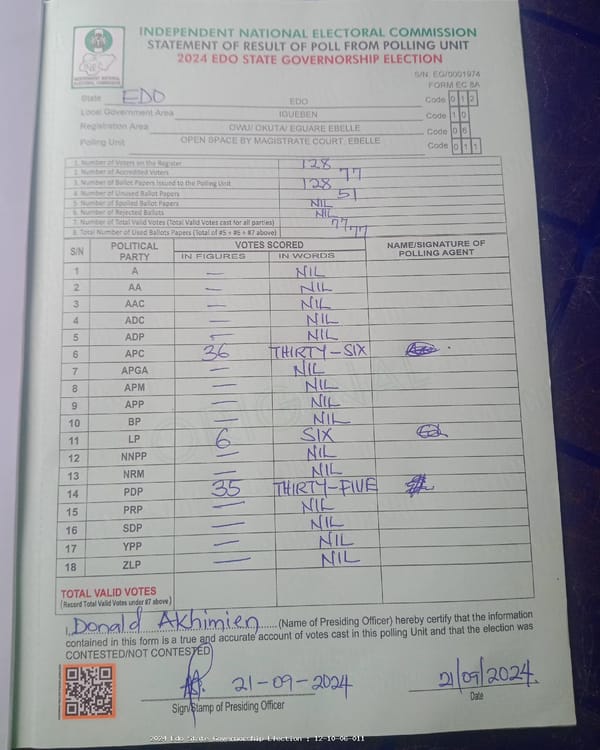 INDEPENDENT NATIONAL ELECTORAL COMMISSION
STATEMENT OF RESULT OF POLL FROM POLLING UNIT
2024 EDO STATE GOVERNORSHIP ELECTION
S/N: EG/0001974
FORM EC 8A
State EDO EDO Code 0 1 2
Local Government Area IGUEBEN Code 1 0
Registration Area OWU/ OKUTA/ EGUARE EBELLE Code 0 6
Polling Unit OPEN SPACE BY MAGISTRATE COURT, EBELLE Code 0 1 1
1. Number of Voters on the Register 128
2. Number of Accredited Voters 77
3. Number of Ballot Papers Issued to the Polling Unit 128
4. Number of Unused Ballot Papers 51
5. Number of Spoiled Ballot Papers NIL
6. Number of Rejected Ballots NIL
7. Number of Total Valid Votes (Total Valid Votes cast for all parties) 77
8. Total Number of Used Ballots Papers (Total of #5 + #6 + #7 above) 77
S/N POLITICAL PARTY VOTES SCORED NAME/SIGNATURE OF POLLING AGENT
IN FIGURES IN WORDS
1 A — NIL
2 AA — NIL
3 AAC — NIL
4 ADC — NIL
5 ADP — NIL
6 APC 36 THIRTY-SIX
7 APGA — NIL
8 APM — NIL
9 APP — NIL
10 BP — NIL
11 LP 6 SIX
12 NNPP — NIL
13 NRM — NIL
14 PDP 35 THIRTY-FIVE
15 PRP — NIL
16 SDP — NIL
17 YPP — NIL
18 ZLP — NIL
TOTAL VALID VOTES
(Record Total Valid Votes under #7 above)
I, Donald Akhimien (Name of Presiding Officer) hereby certify that the information
contained in this form is a true and accurate account of votes cast in this polling Unit and that the election was
CONTESTED/NOT CONTESTED
21-09-2024 21/09/2024
Sign/Stamp of Presiding Officer Date
2024 Edo State Governorship Election : 12-10-06-011